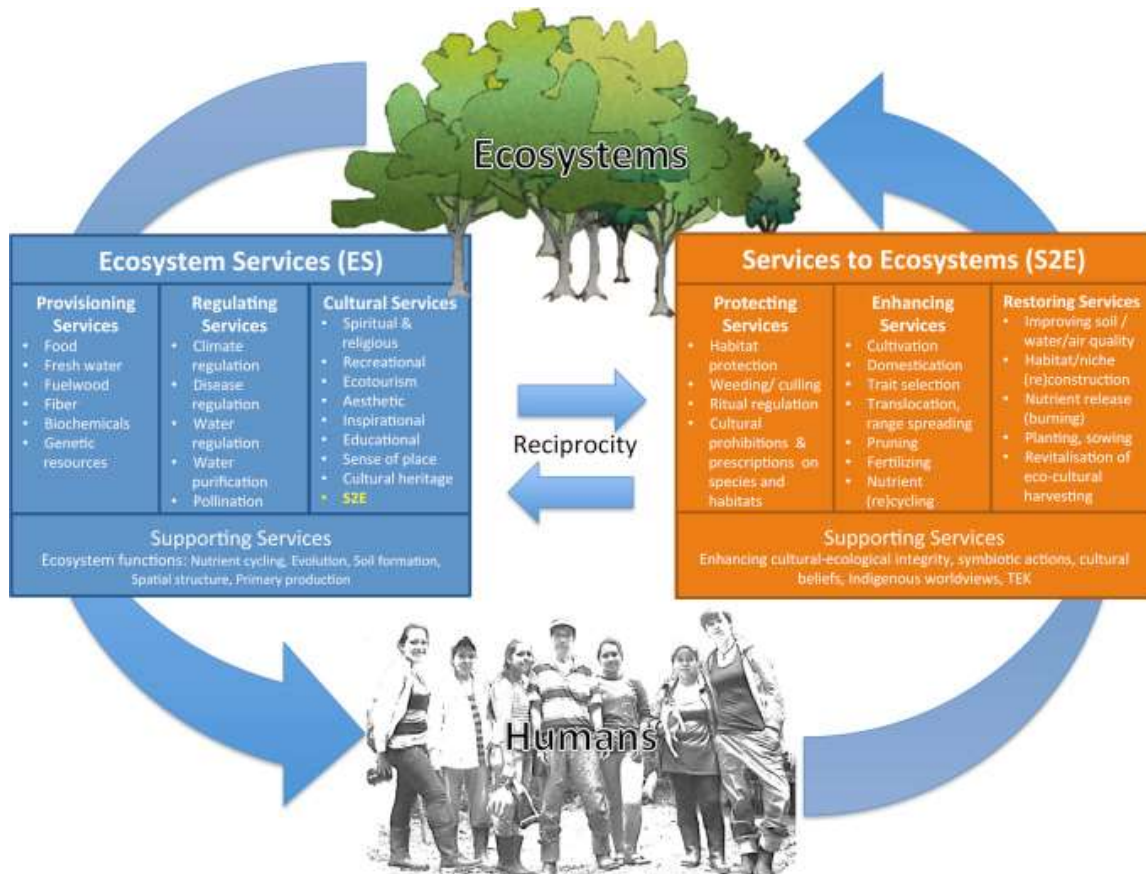 Ecosystems
Ecosystem Services (ES)
Provisioning
Services
• Food
• Fresh water
• Fuelwood
• Fiber
• Biochemicals
• Genetic
resources
Regulating
Services
• Climate
regulation
• Disease
regulation
• Water
regulation
• Water
purification
• Pollination
Cultural Services
• Spiritual &
religious
• Recreational
• Ecotourism
• Aesthetic
• Inspirational
• Educational
• Sense of place
• Cultural heritage
• S2E
Supporting Services
Ecosystem functions: Nutrient cycling, Evolution, Soil formation,
Spatial structure, Primary production
Reciprocity
Services to Ecosystems (S2E)
Protecting
Services
• Habitat
protection
• Weeding/ culling
• Ritual regulation
• Cultural
prohibitions &
prescriptions on
species and
habitats
Enhancing
Services
• Cultivation
• Domestication
• Trait selection
• Translocation,
range spreading
• Pruning
• Fertilizing
• Nutrient
(re)cycling
Restoring Services
• Improving soil /
water/air quality
• Habitat/niche
(re)construction
• Nutrient release
(burning)
• Planting, sowing
• Revitalisation of
eco-cultural
harvesting
Supporting Services
Enhancing cultural-ecological integrity, symbiotic actions, cultural
beliefs, Indigenous worldviews, TEK
Humans